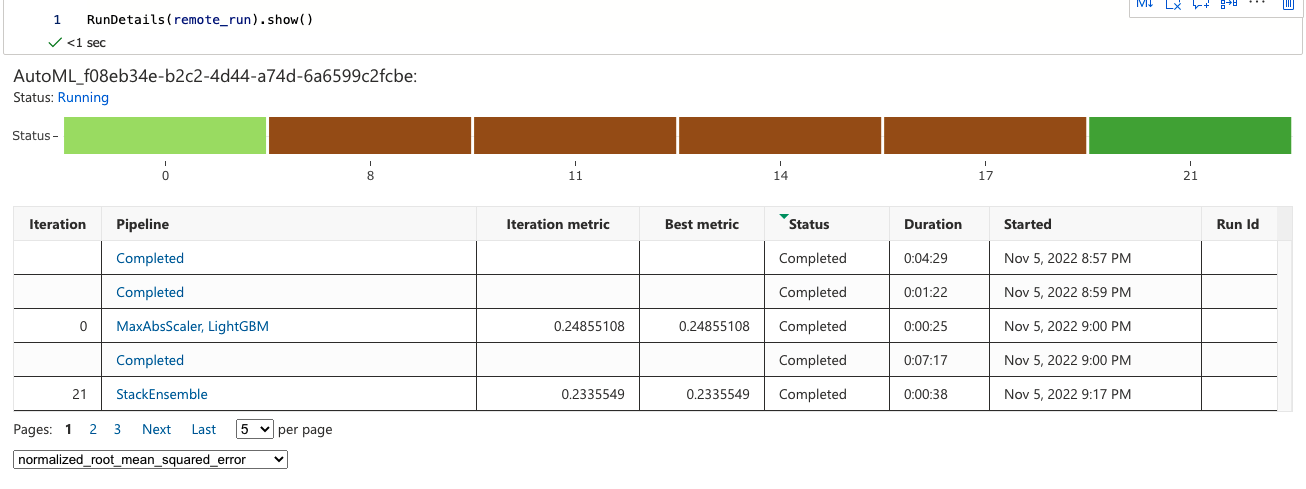 M↓
1 RunDetails(remote_run).show()
<1 sec
AutoML_f08eb34e-b2c2-4d44-a74d-6a6599c2fcbe:
Status: Running
Status
0 8 11 14 17 21
Iteration Pipeline Iteration metric Best metric Status Duration Started Run Id
Completed Completed 0:04:29 Nov 5, 2022 8:57 PM
Completed Completed 0:01:22 Nov 5, 2022 8:59 PM
0 MaxAbsScaler, LightGBM 0.24855108 0.24855108 Completed 0:00:25 Nov 5, 2022 9:00 PM
Completed Completed 0:07:17 Nov 5, 2022 9:00 PM
21 StackEnsemble 0.2335549 0.2335549 Completed 0:00:38 Nov 5, 2022 9:17 PM
Pages: 1 2 3 Next Last 5 per page
normalized_root_mean_squared_error